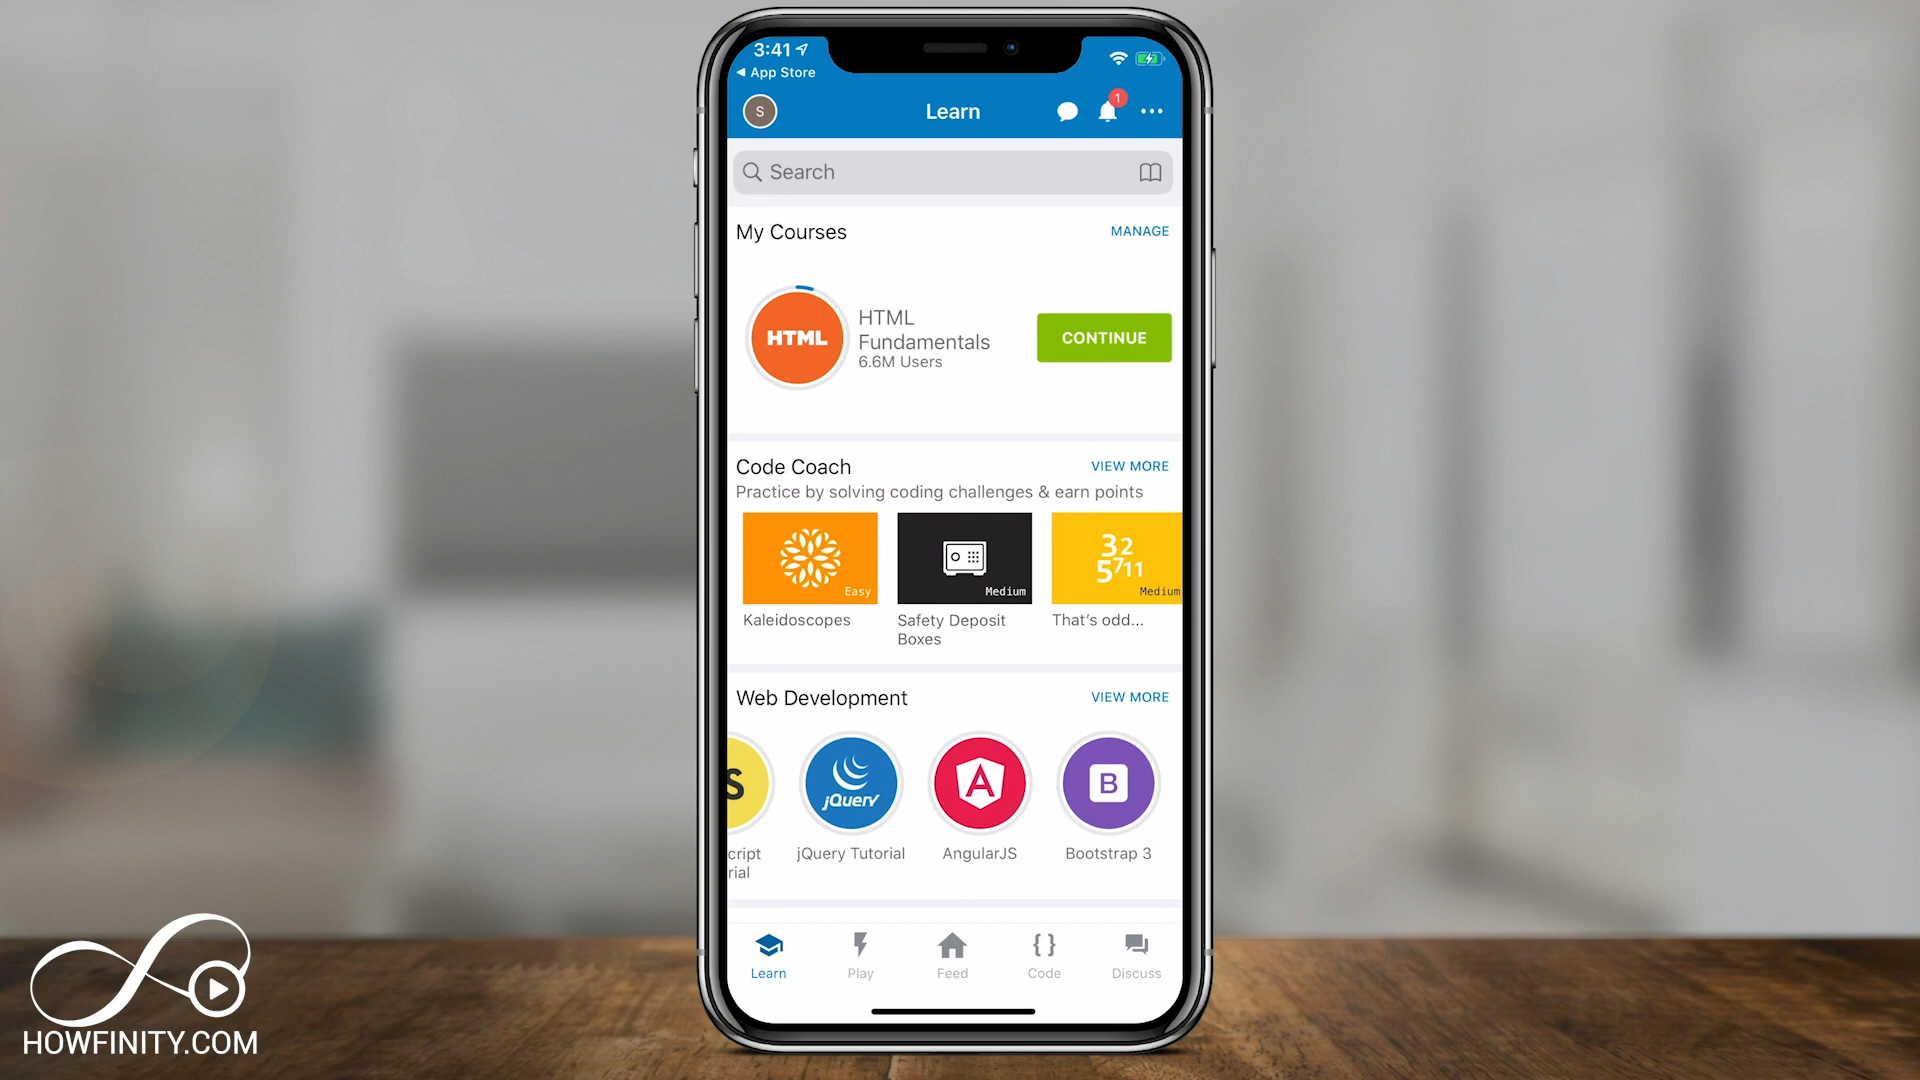 3:41
◀ App Store
S
Learn
1
Search
My Courses
MANAGE
HTML
HTML
Fundamentals
6.6M Users
CONTINUE
Code Coach
VIEW MORE
Practice by solving coding challenges & earn points
Easy
Medium
32
5711
Medium
Kaleidoscopes
Safety Deposit
Boxes
That's odd...
Web Development
VIEW MORE
S
jQuery
A
B
cript
rial
jQuery Tutorial
AngularJS
Bootstrap 3
Learn
Play
Feed
{ }
Code
Discuss
HOWFINITY.COM